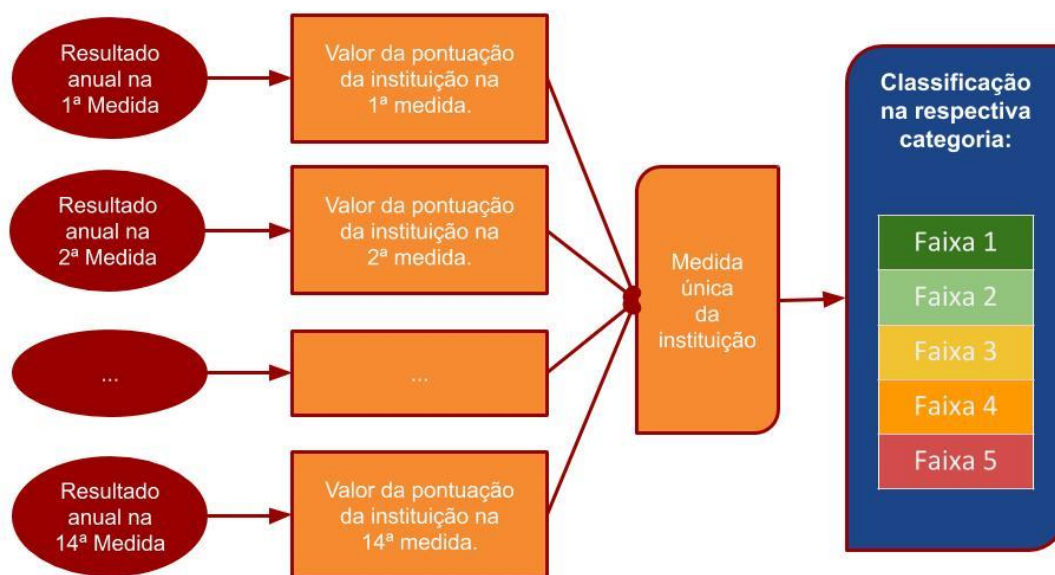 Resultado
anual na
1ª Medida
Valor da pontuação
da instituição na
1ª medida.
Resultado
anual na
2ª Medida
Valor da pontuação
da instituição na
2ª medida.
...
...
Resultado
anual na
14ª Medida
Valor da pontuação
da instituição na
14ª medida.
Medida
única
da
instituição
Classificação
na respectiva
categoria:
Faixa 1
Faixa 2
Faixa 3
Faixa 4
Faixa 5